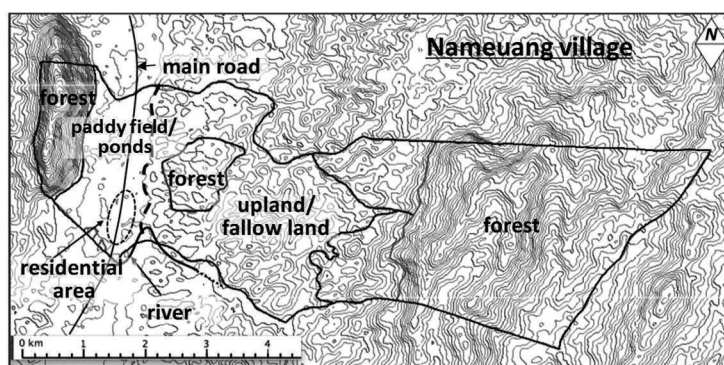 Nameuang village
N
main road
forest
paddy field/
ponds
forest
upland/
fallow land
forest
residential
area
river
0 km 1 2 3 4